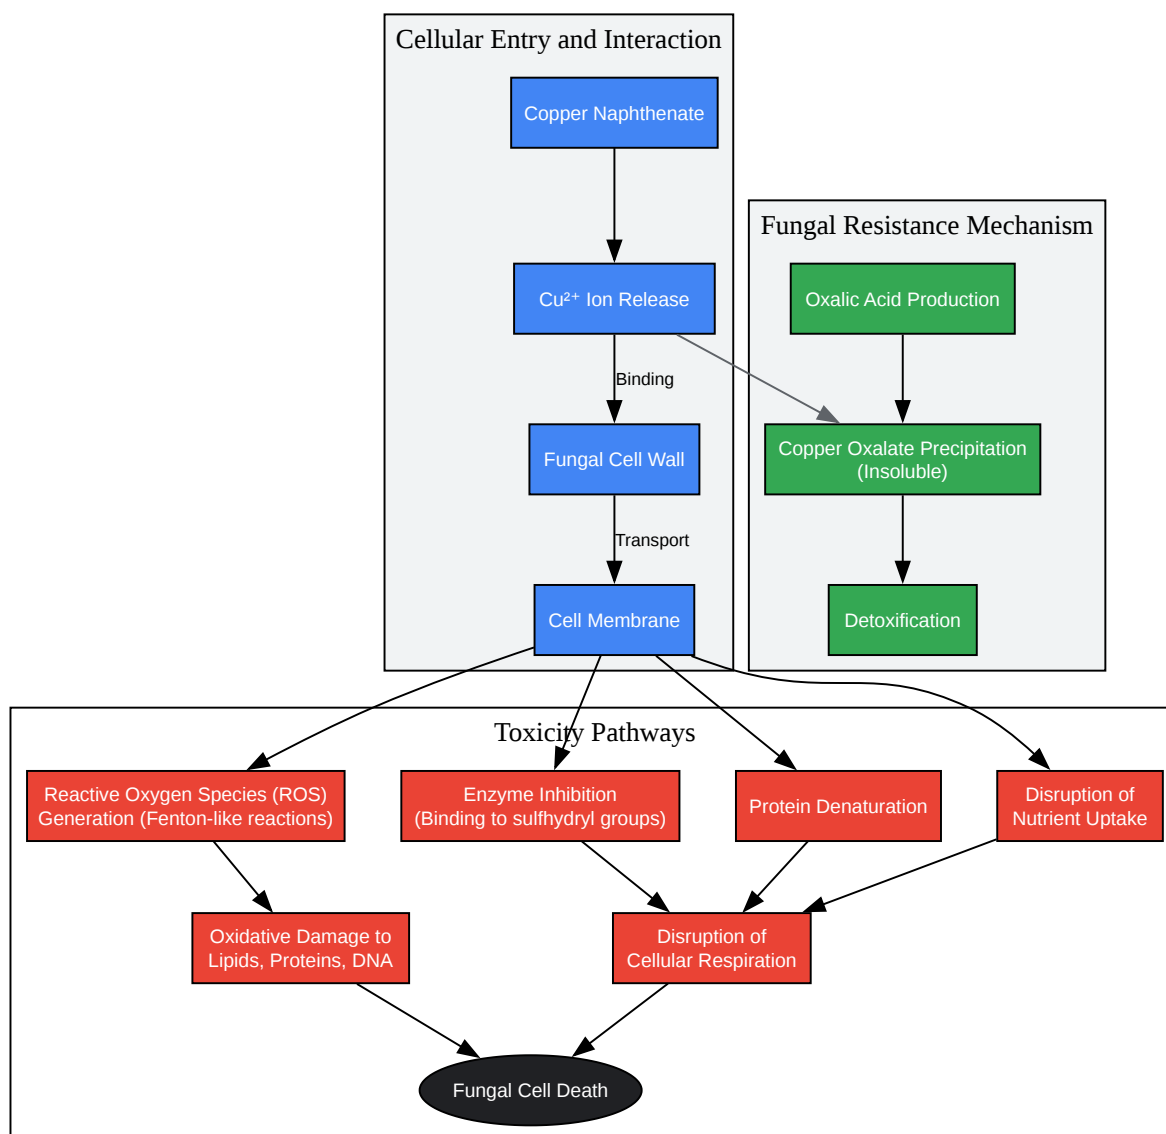 Cellular Entry and Interaction
Copper Naphthenate
Fungal Resistance Mechanism
Cu²⁺ Ion Release
Oxalic Acid Production
Binding
Fungal Cell Wall
Copper Oxalate Precipitation
(Insoluble)
Transport
Cell Membrane
Detoxification
Toxicity Pathways
Reactive Oxygen Species (ROS)
Generation (Fenton-like reactions)
Enzyme Inhibition
(Binding to sulfhydryl groups)
Protein Denaturation
Disruption of
Nutrient Uptake
Oxidative Damage to
Lipids, Proteins, DNA
Disruption of
Cellular Respiration
Fungal Cell Death